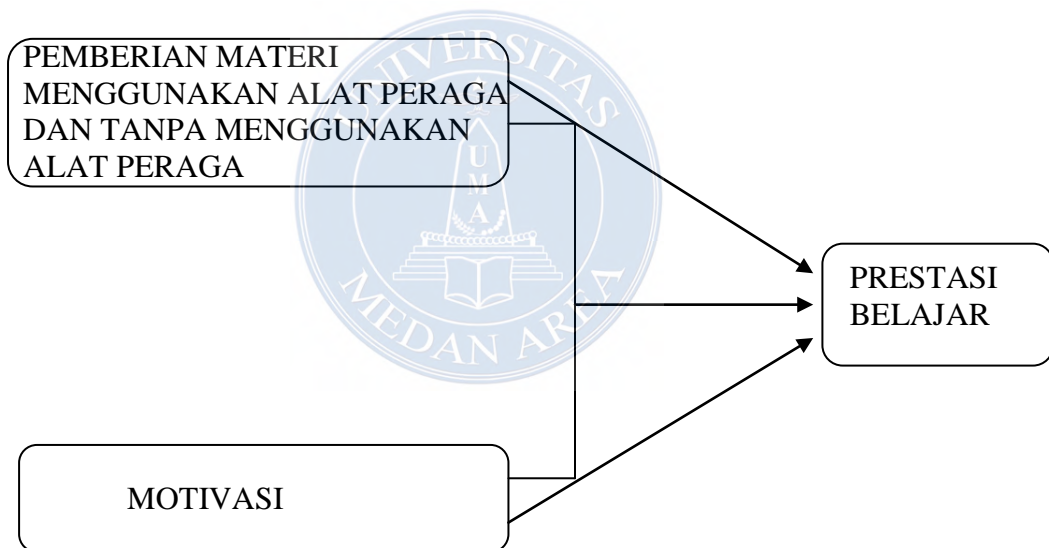 PEMBERIAN MATERI
MENGGUNAKAN ALAT PERAGA
DAN TANPA MENGGUNAKAN
ALAT PERAGA
UNIVERSITAS
U
M
A
MEDAN AREA
PRESTASI
BELAJAR
MOTIVASI